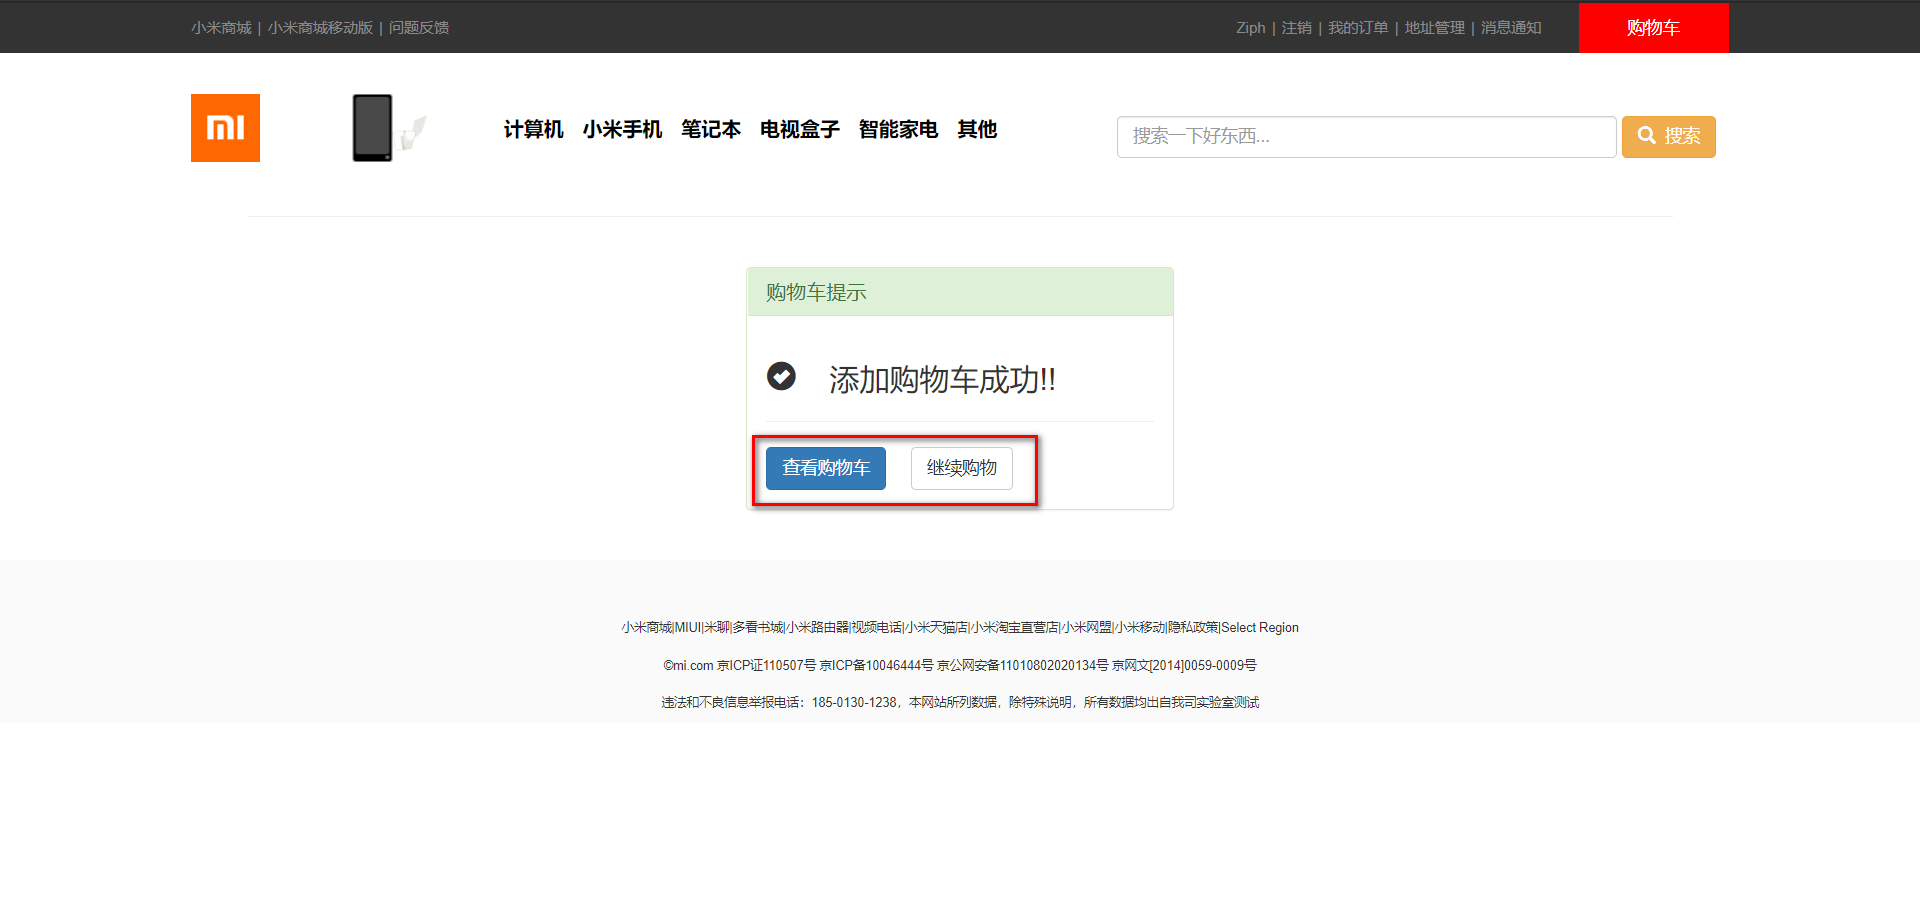 小米商城 | 小米商城移动版 | 问题反馈
Ziph | 注销 | 我的订单 | 地址管理 | 消息通知
购物车
mi
计算机 小米手机 笔记本 电视盒子 智能家电 其他
搜索一下好东西...
搜索
购物车提示
添加购物车成功!!
查看购物车 继续购物
小米商城|MIUI|米聊|多看书城|小米路由器|视频电话|小米天猫店|小米淘宝直营店|小米网盟|小米移动|隐私政策|Select Region
©mi.com 京ICP证110507号 京ICP备10046444号 京公网安备11010802020134号 京网文[2014]0059-0009号
违法和不良信息举报电话：185-0130-1238，本网站所列数据，除特殊说明，所有数据均出自我司实验室测试